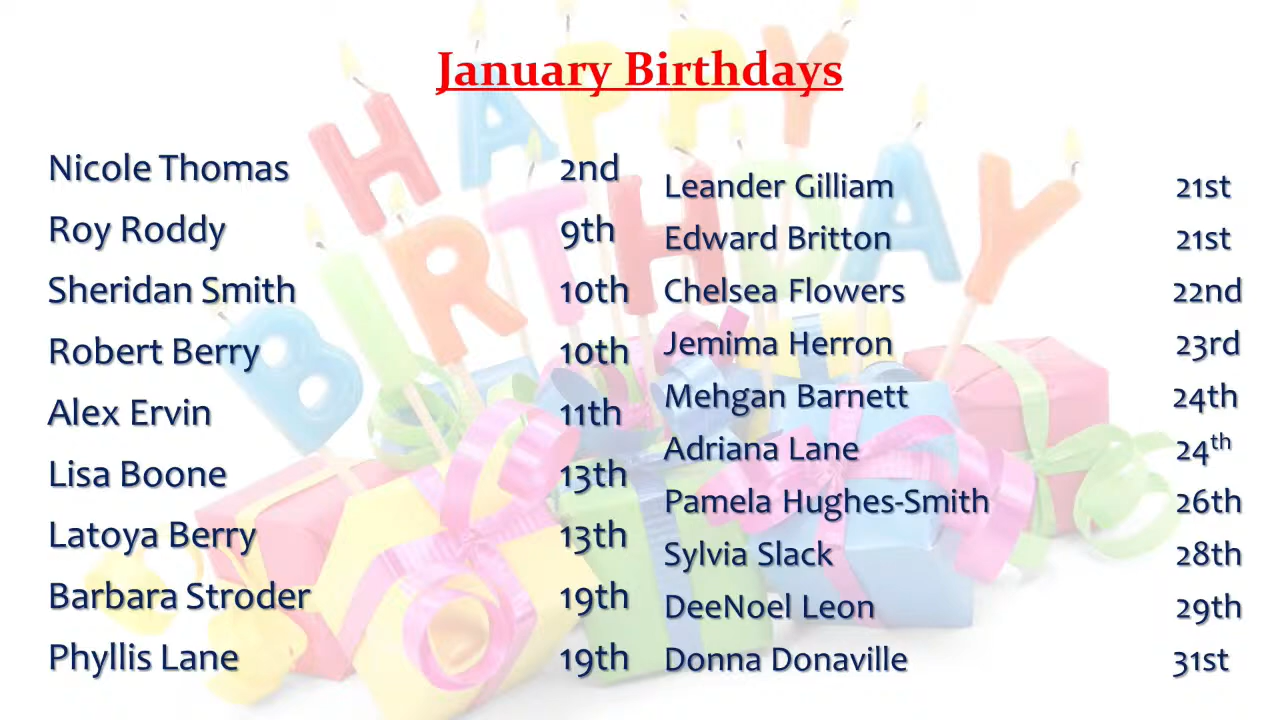 HAPPY
BIRTHDAY
January Birthdays
Nicole Thomas 2nd
Roy Roddy 9th
Sheridan Smith 10th
Robert Berry 10th
Alex Ervin 11th
Lisa Boone 13th
Latoya Berry 13th
Barbara Stroder 19th
Phyllis Lane 19th
Leander Gilliam 21st
Edward Britton 21st
Chelsea Flowers 22nd
Jemima Herron 23rd
Mehgan Barnett 24th
Adriana Lane 24th
Pamela Hughes-Smith 26th
Sylvia Slack 28th
DeeNoel Leon 29th
Donna Donaville 31st